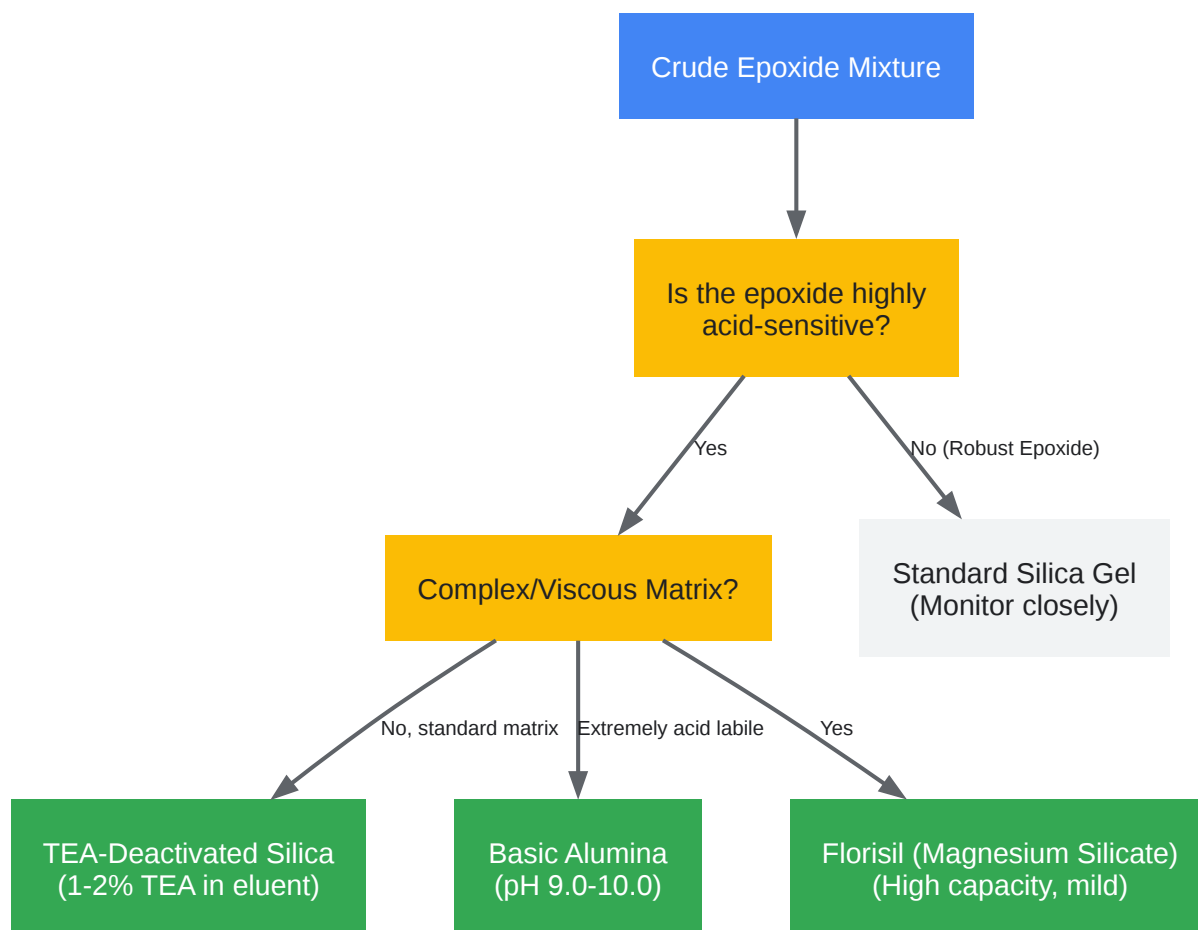 Crude Epoxide Mixture
Is the epoxide highly
acid-sensitive?
Yes
No (Robust Epoxide)
Complex/Viscous Matrix?
Standard Silica Gel
(Monitor closely)
No, standard matrix
Extremely acid labile
Yes
TEA-Deactivated Silica
(1-2% TEA in eluent)
Basic Alumina
(pH 9.0-10.0)
Florisil (Magnesium Silicate)
(High capacity, mild)